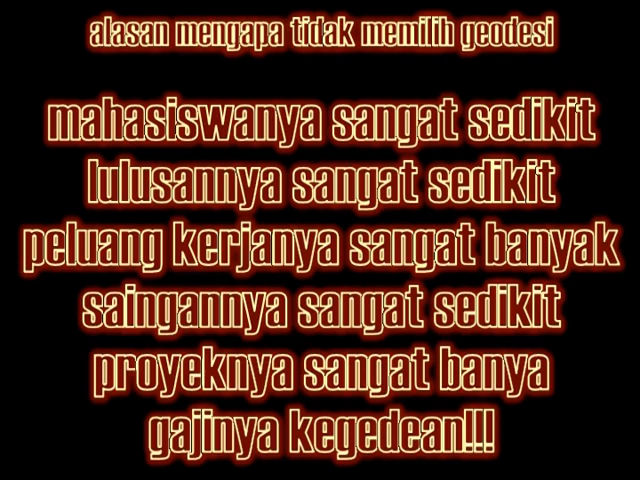 alasan mengapa tidak memilih geodesi
mahasiswanya sangat sedikit
lulusannya sangat sedikit
peluang kerjanya sangat banyak
saingannya sangat sedikit
proyeknya sangat banya
gajinya kegedean!!!